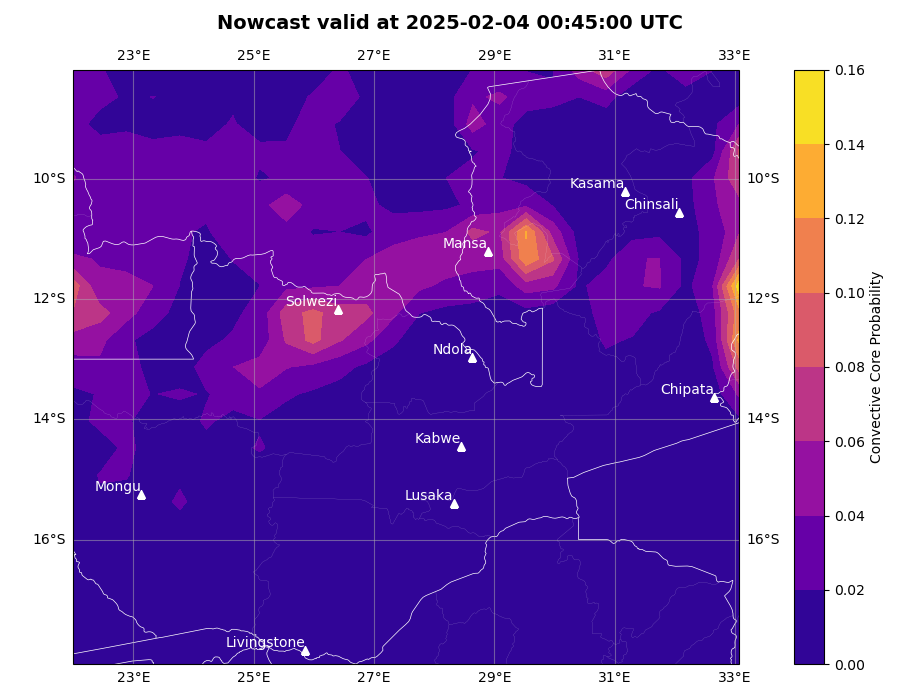 Nowcast valid at 2025-02-04 00:45:00 UTC
23°E 25°E 27°E 29°E 31°E 33°E
0.16
0.14
0.12
0.10
0.08
0.06
0.04
0.02
0.00
Convective Core Probability
10°S 10°S
12°S 12°S
14°S 14°S
16°S 16°S
Kasama
Chinsali
Mansa
Solwezi
Ndola
Chipata
Kabwe
Mongu
Lusaka
Livingstone
23°E 25°E 27°E 29°E 31°E 33°E